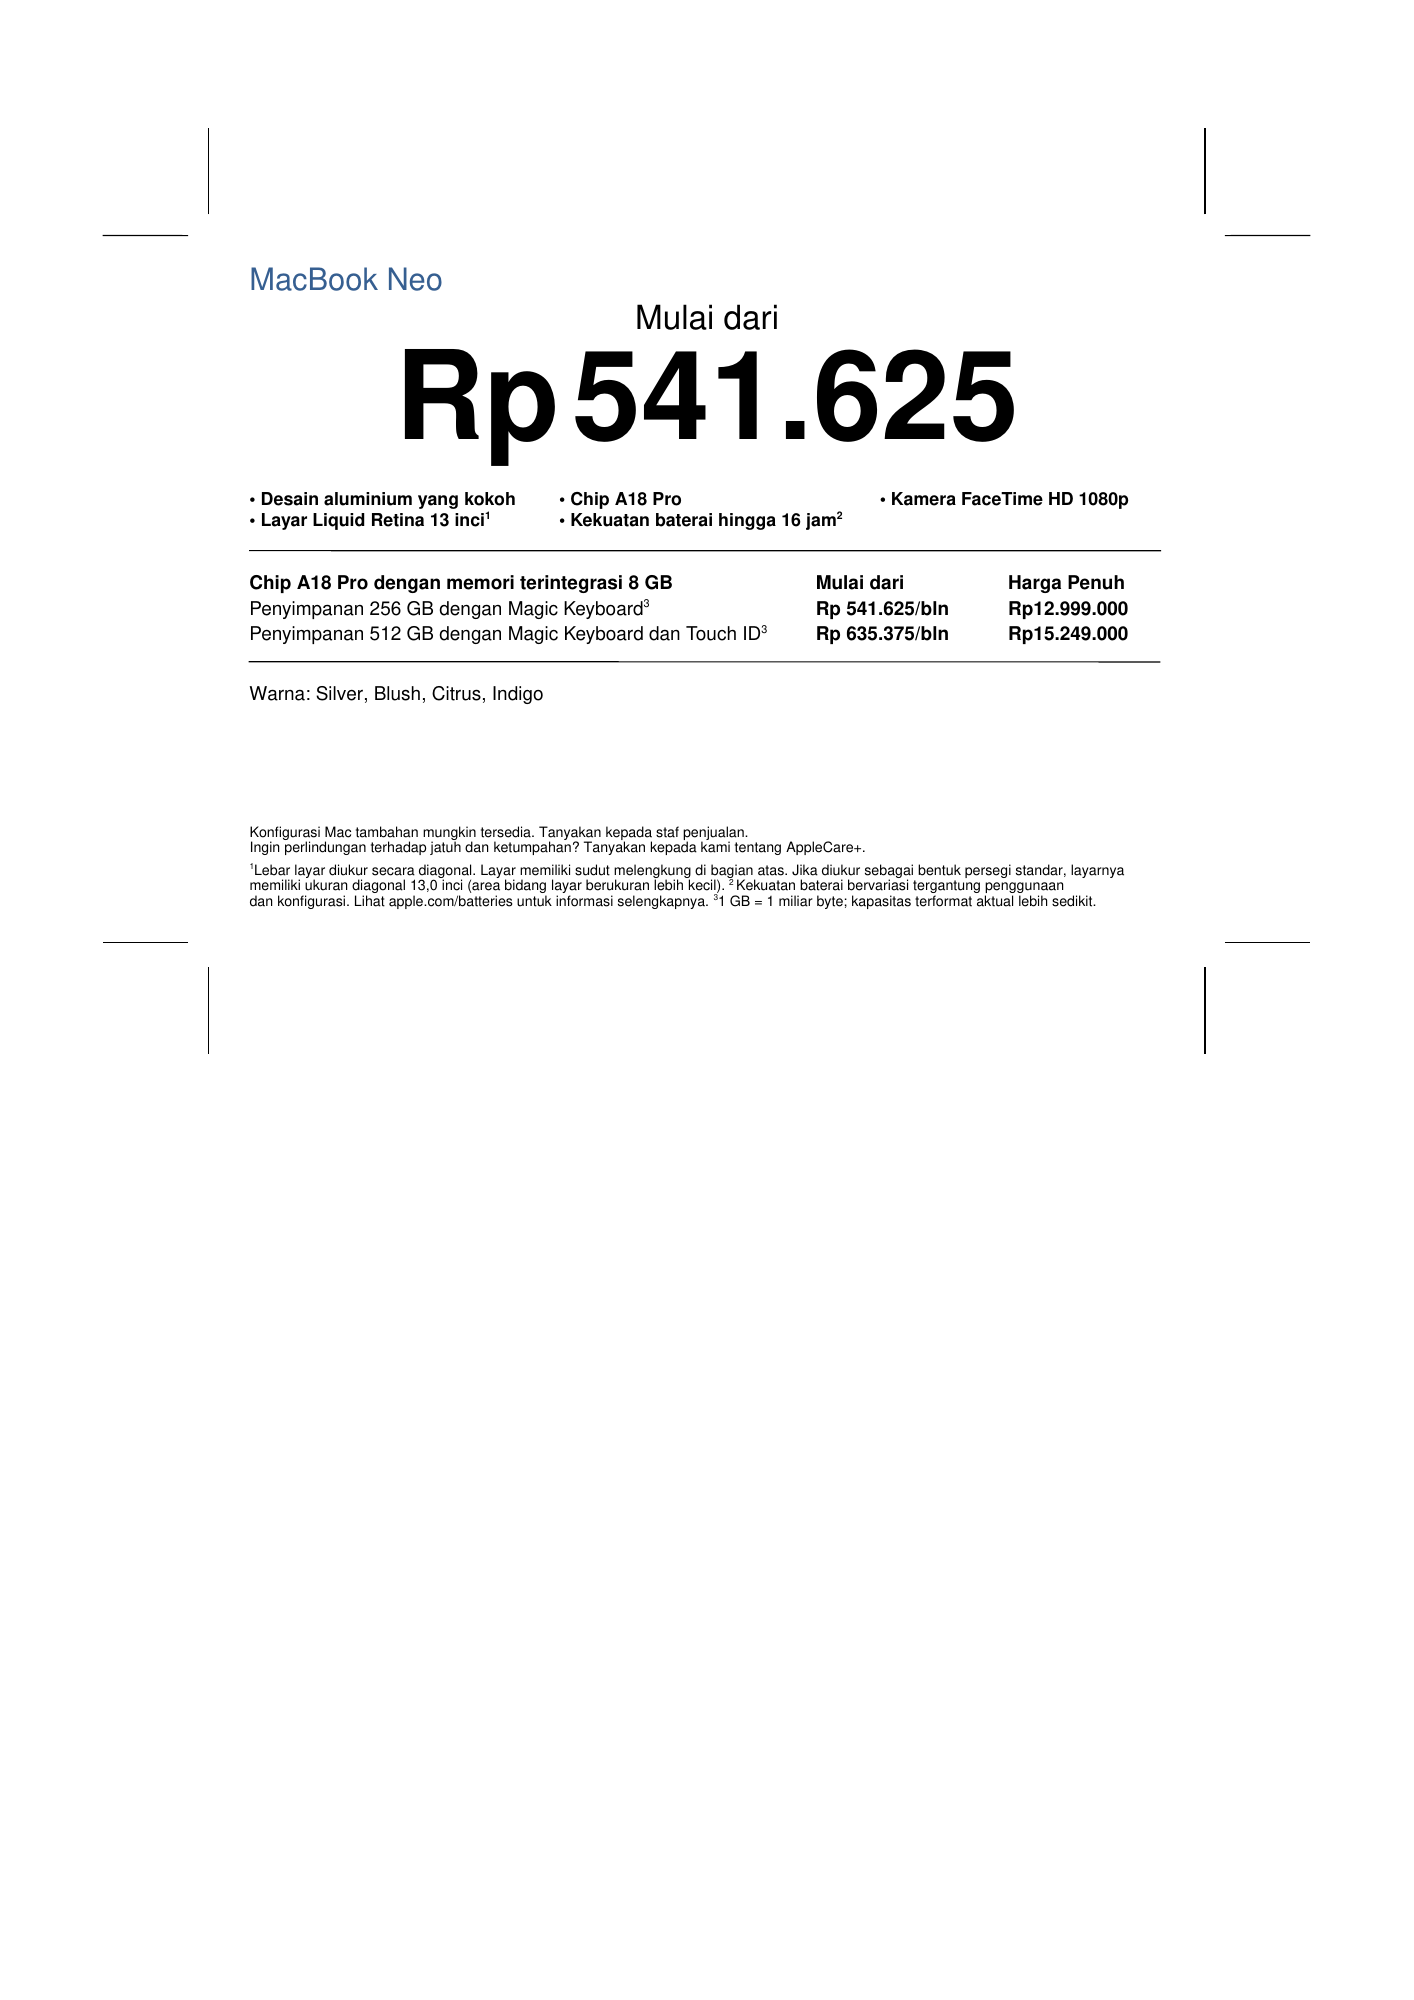 MacBook Neo
Mulai dari
Rp 541.625
• Desain aluminium yang kokoh • Chip A18 Pro • Kamera FaceTime HD 1080p
• Layar Liquid Retina 13 inci¹ • Kekuatan baterai hingga 16 jam²
Chip A18 Pro dengan memori terintegrasi 8 GB Mulai dari Harga Penuh
Penyimpanan 256 GB dengan Magic Keyboard³ Rp 541.625/bln Rp12.999.000
Penyimpanan 512 GB dengan Magic Keyboard dan Touch ID³ Rp 635.375/bln Rp15.249.000
Warna: Silver, Blush, Citrus, Indigo
Konfigurasi Mac tambahan mungkin tersedia. Tanyakan kepada staf penjualan.
Ingin perlindungan terhadap jatuh dan ketumpahan? Tanyakan kepada kami tentang AppleCare+.
¹Lebar layar diukur secara diagonal. Layar memiliki sudut melengkung di bagian atas. Jika diukur sebagai bentuk persegi standar, layarnya
memiliki ukuran diagonal 13,0 inci (area bidang layar berukuran lebih kecil). ² Kekuatan baterai bervariasi tergantung penggunaan
dan konfigurasi. Lihat apple.com/batteries untuk informasi selengkapnya. ³1 GB = 1 miliar byte; kapasitas terformat aktual lebih sedikit.